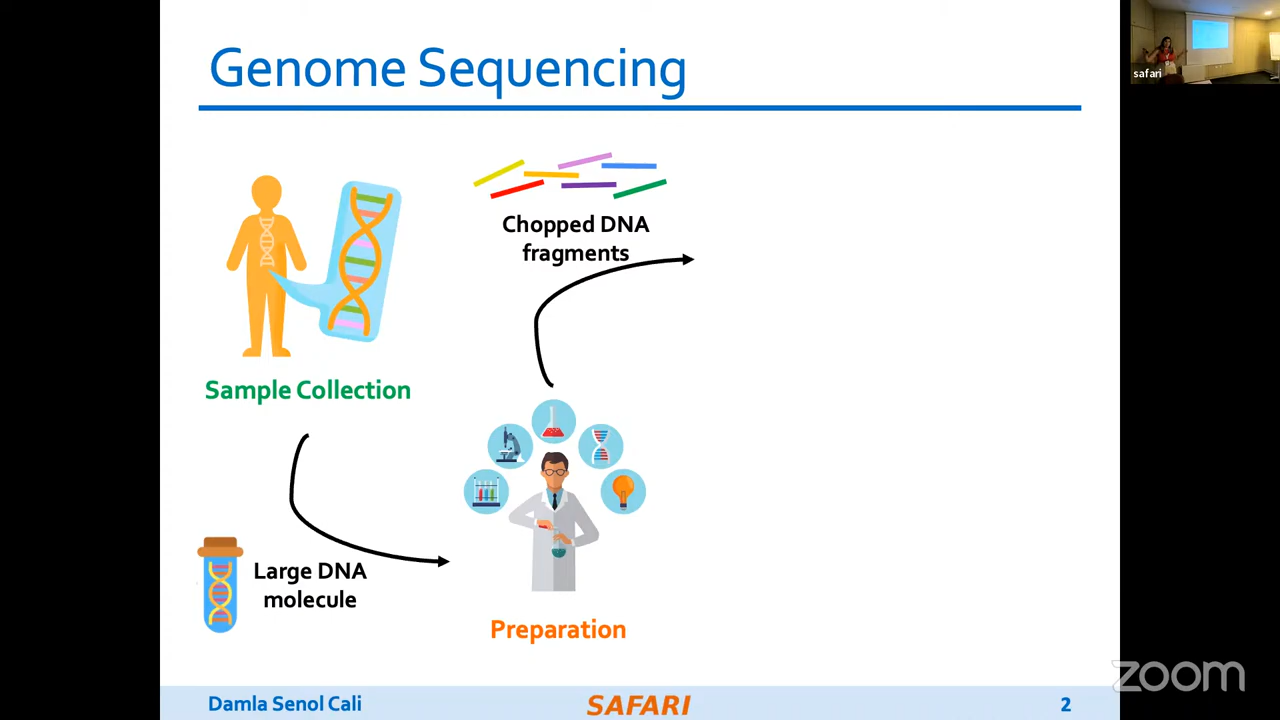 Genome Sequencing
safari
Chopped DNA
fragments
Sample Collection
Large DNA
molecule
Preparation
Damla Senol Cali
SAFARI
2
zoom